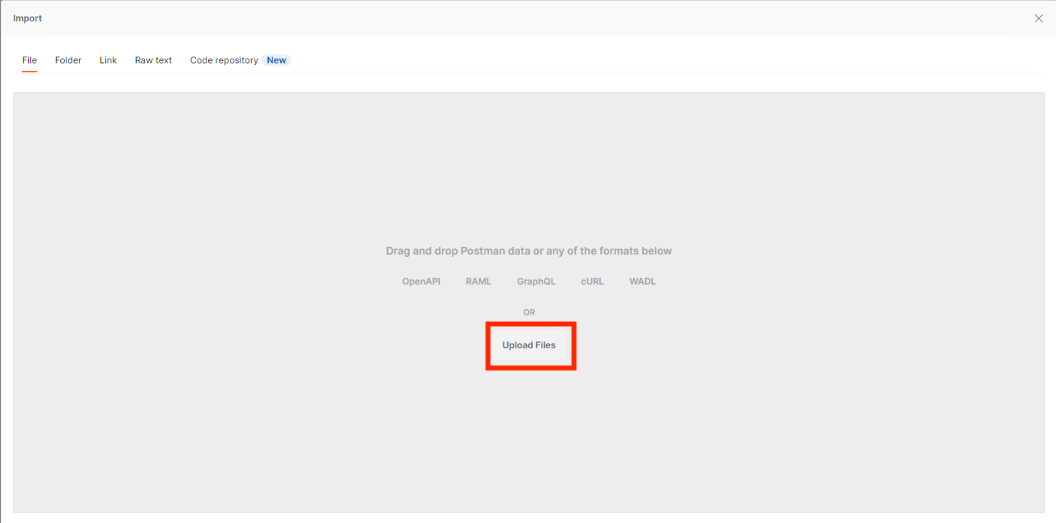 Import
File Folder Link Raw text Code repository New
Drag and drop Postman data or any of the formats below
OpenAPI RAML GraphQL cURL WADL
OR
Upload Files